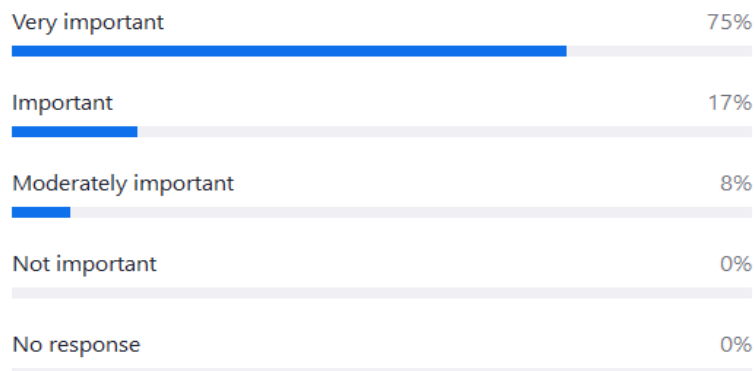 Very important 75%
Important 17%
Moderately important 8%
Not important 0%
No response 0%